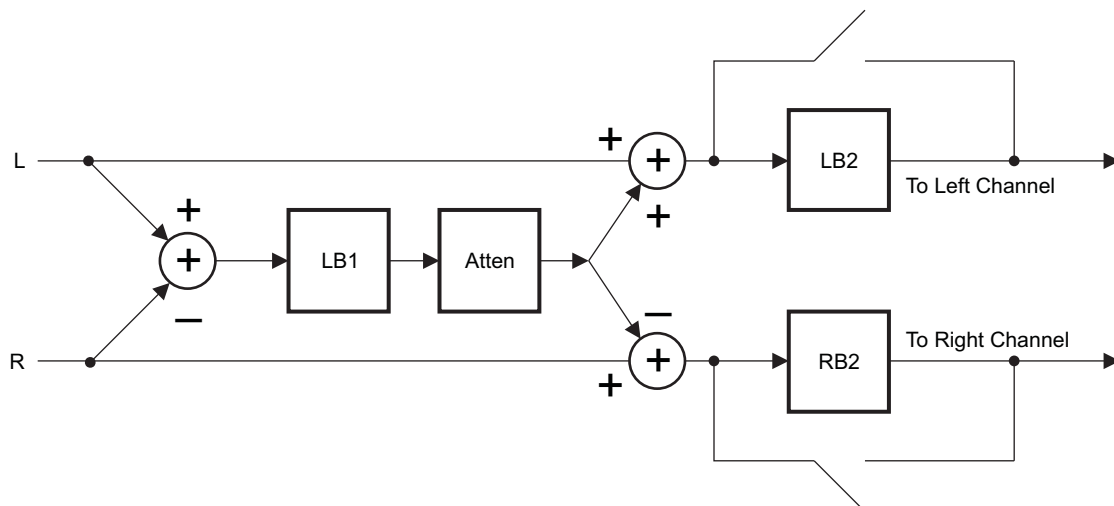 L
R
+
+
−
LB1
Atten
+
+
+
−
+
+
LB2
To Left Channel
RB2
To Right Channel